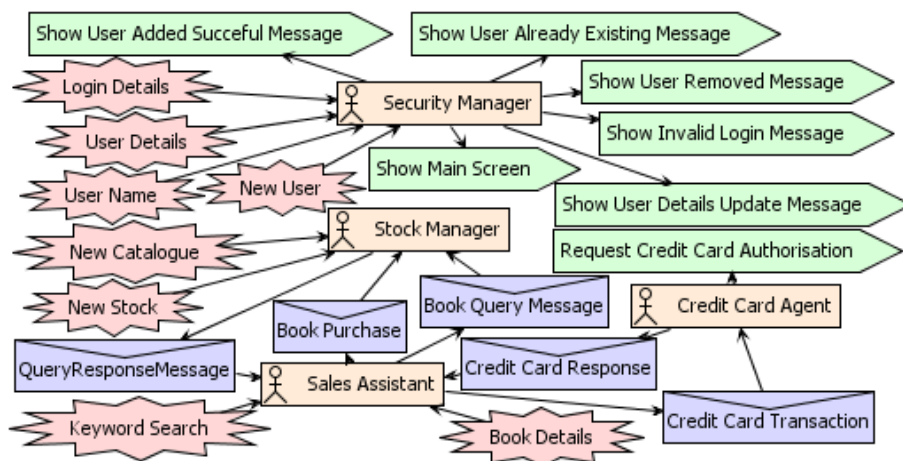 Show User Added Succeful Message
Show User Already Existing Message
Login Details
Show User Removed Message
Security Manager
User Details
Show Invalid Login Message
Show Main Screen
User Name
New User
Show User Details Update Message
Stock Manager
New Catalogue
Request Credit Card Authorisation
New Stock
Book Query Message
Credit Card Agent
Book Purchase
QueryResponseMessage
Credit Card Response
Sales Assistant
Keyword Search
Book Details
Credit Card Transaction